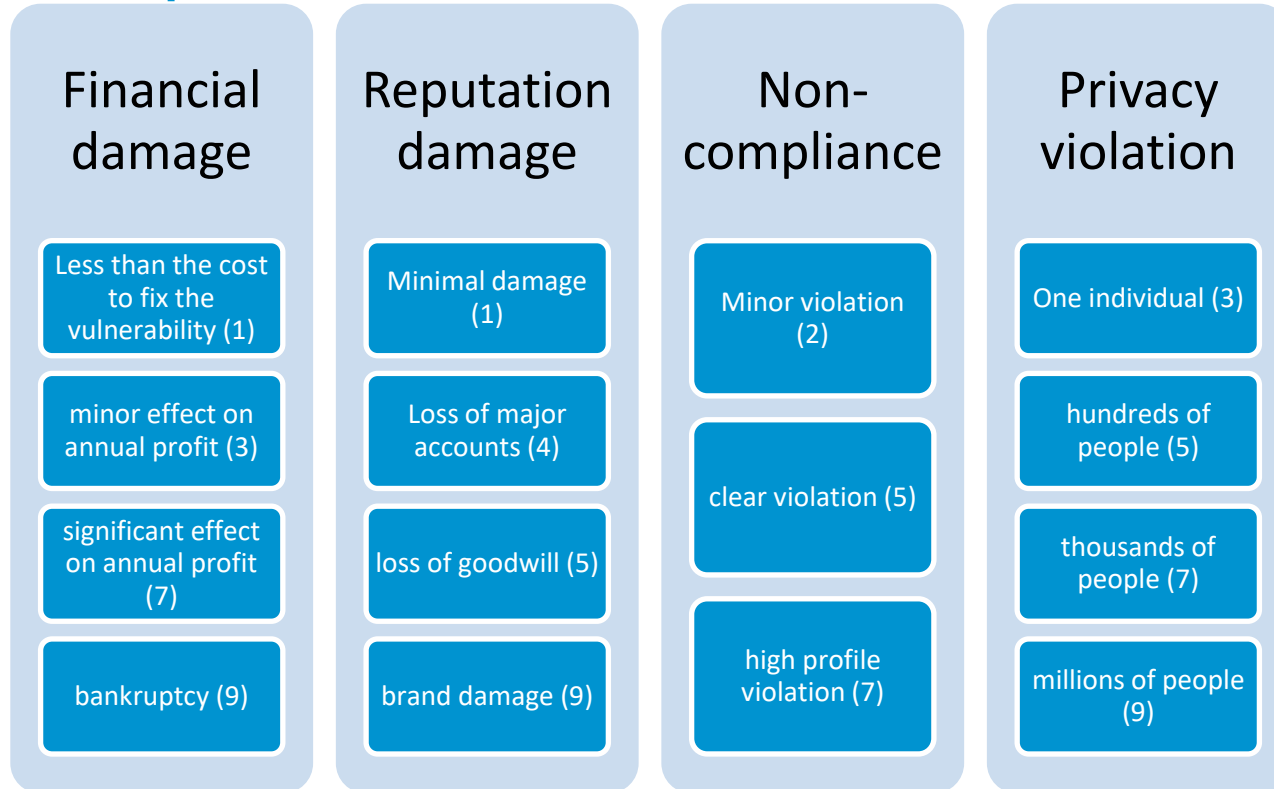 Financial
damage
Less than the cost
to fix the
vulnerability (1)
minor effect on
annual profit (3)
significant effect
on annual profit
(7)
bankruptcy (9)
Reputation
damage
Minimal damage
(1)
Loss of major
accounts (4)
loss of goodwill (5)
brand damage (9)
Non-
compliance
Minor violation
(2)
clear violation (5)
high profile
violation (7)
Privacy
violation
One individual (3)
hundreds of
people (5)
thousands of
people (7)
millions of people
(9)